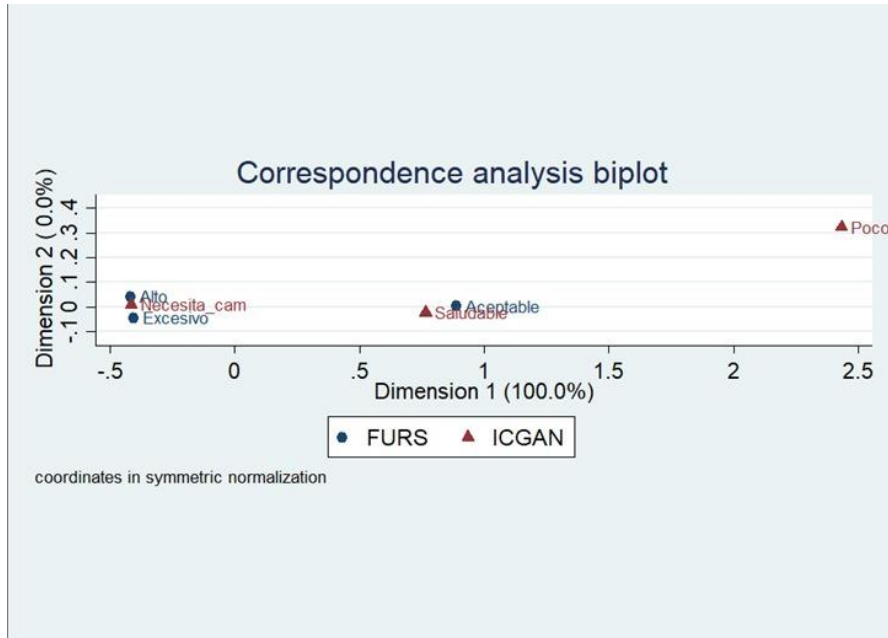 Correspondence analysis biplot
Dimension 2 ( 0.0%)
-.1 0 .1 .2 .3 .4
Poco
Alto
Necesita_cam
Excesivo
Aceptable
Saludable
-.5 0 .5 1 1.5 2 2.5
Dimension 1 (100.0%)
FURS ICGAN
coordinates in symmetric normalization